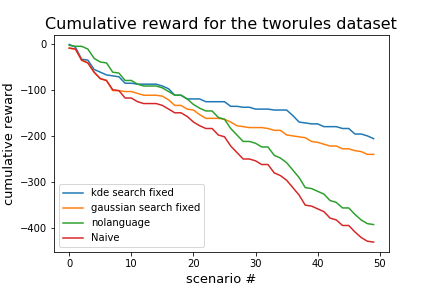 Cumulative reward for the tworules dataset
cumulative reward
0
−100
−200
−300
−400
kde search fixed
gaussian search fixed
nolanguage
Naive
0
10
20
30
40
50
scenario #